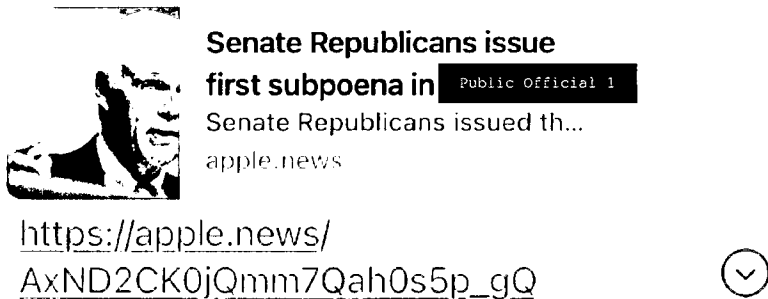 Senate Republicans issue
first subpoena in Public Official 1
Senate Republicans issued th...
apple.news
https://apple.news/
AxND2CK0jQmm7Qah0s5p_gQ